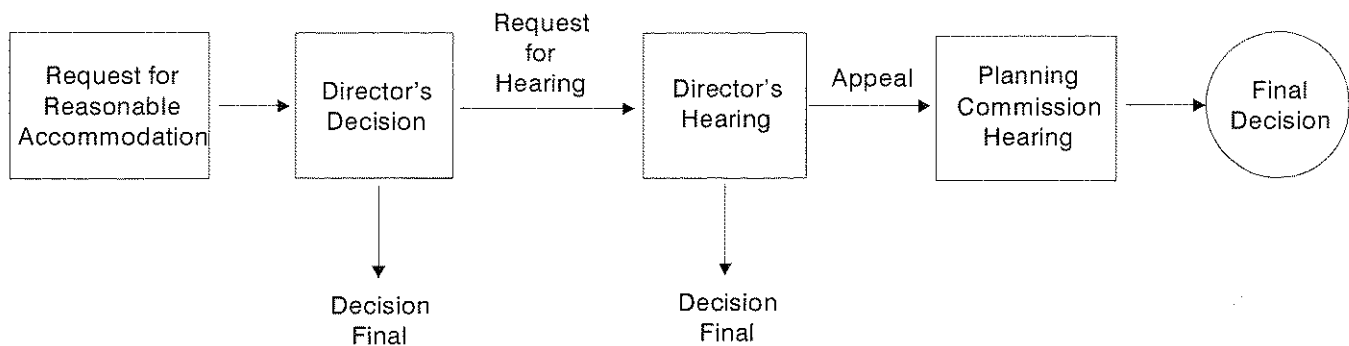 Request for
Reasonable
Accommodation
Director's
Decision
Request
for
Hearing
Director's
Hearing
Appeal
Planning
Commission
Hearing
Final
Decision
Decision
Final
Decision
Final